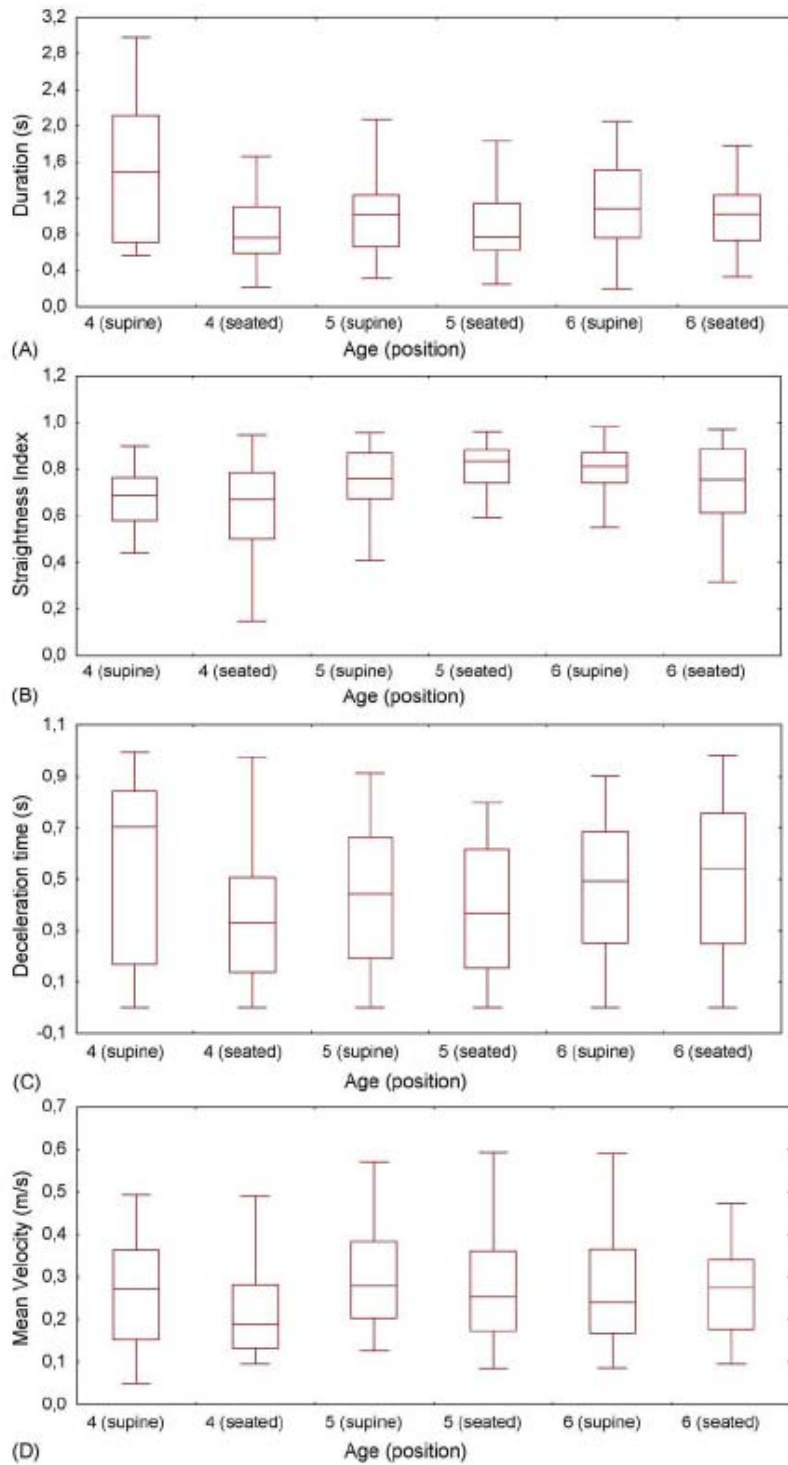 3,2
2,8
2,4
2,0
1,6
1,2
0,8
0,4
0,0
Duration (s)
4 (supine) 4 (seated) 5 (supine) 5 (seated) 6 (supine) 6 (seated)
(A) Age (position)
1,2
1,0
0,8
0,6
0,4
0,2
0,0
Straightness Index
4 (supine) 4 (seated) 5 (supine) 5 (seated) 6 (supine) 6 (seated)
(B) Age (position)
1,1
0,9
0,7
0,5
0,3
0,1
-0,1
Deceleration time (s)
4 (supine) 4 (seated) 5 (supine) 5 (seated) 6 (supine) 6 (seated)
(C) Age (position)
0,7
0,6
0,5
0,4
0,3
0,2
0,1
0,0
Mean Velocity (m/s)
4 (supine) 4 (seated) 5 (supine) 5 (seated) 6 (supine) 6 (seated)
(D) Age (position)